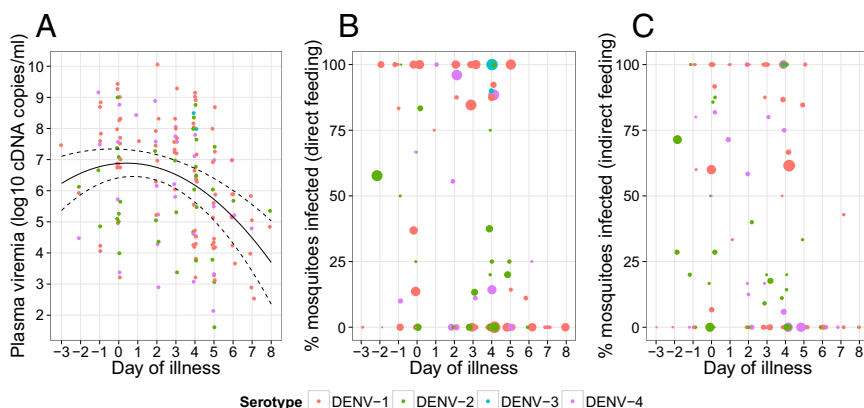 A
B
C
Plasma viremia (log10 cDNA copies/ml)
10
9
8
7
6
5
4
3
2
−3 −2 −1 0 1 2 3 4 5 6 7 8
Day of illness
% mosquitoes infected (direct feeding)
100
75
50
25
0
−3 −2 −1 0 1 2 3 4 5 6 7 8
Day of illness
% mosquitoes infected (indirect feeding)
100
75
50
25
0
−3 −2 −1 0 1 2 3 4 5 6 7 8
Day of illness
Serotype DENV−1 DENV−2 DENV−3 DENV−4